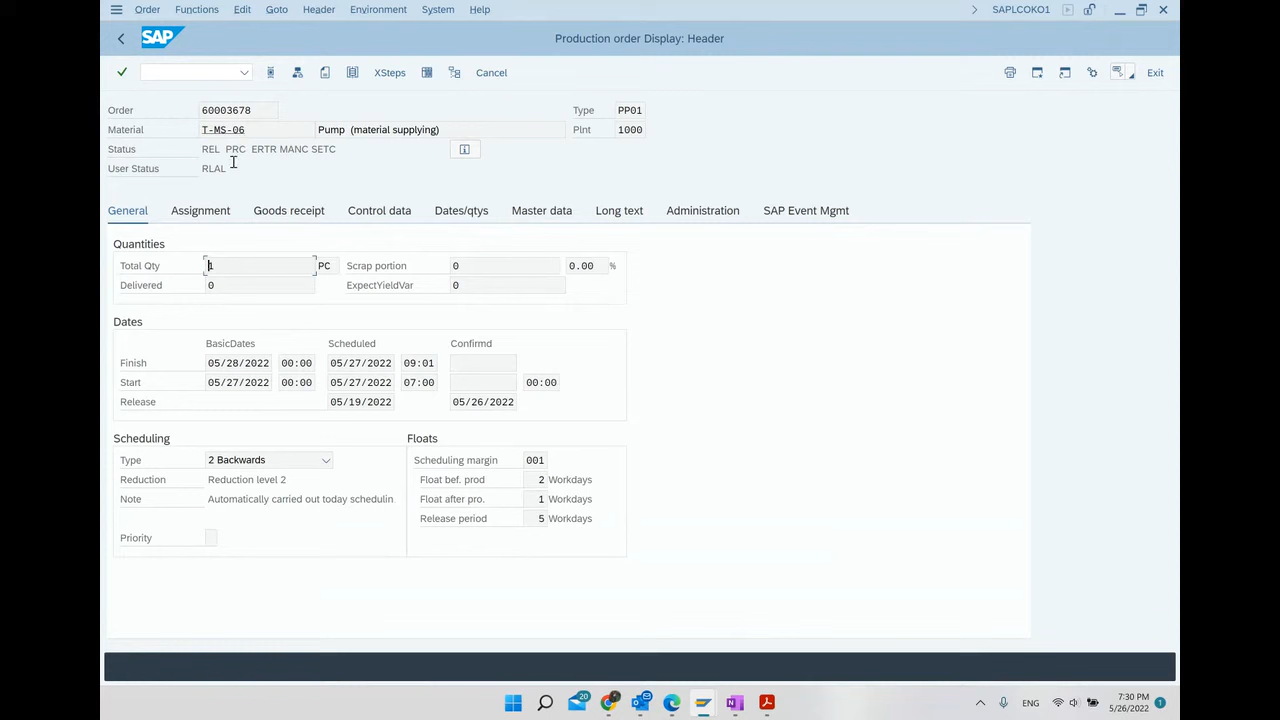 Order Functions Edit Goto Header Environment System Help SAPLCOKO1
SAP Production order Display: Header
XSteps Cancel Exit
Order 60003678 Type PP01
Material T-MS-06 Pump (material supplying) Plnt 1000
Status REL PRC ERTR MANC SETC
User Status RLAL
General Assignment Goods receipt Control data Dates/qtys Master data Long text Administration SAP Event Mgmt
Quantities
Total Qty 1 PC Scrap portion 0 0.00 %
Delivered 0 ExpectYieldVar 0
Dates
BasicDates Scheduled Confirmd
Finish 05/28/2022 00:00 05/27/2022 09:01
Start 05/27/2022 00:00 05/27/2022 07:00 00:00
Release 05/19/2022 05/26/2022
Scheduling Floats
Type 2 Backwards Scheduling margin 001
Reduction Reduction level 2 Float bef. prod 2 Workdays
Note Automatically carried out today schedulin Float after pro. 1 Workdays
Release period 5 Workdays
Priority
20 ENG 7:30 PM
5/26/2022 1